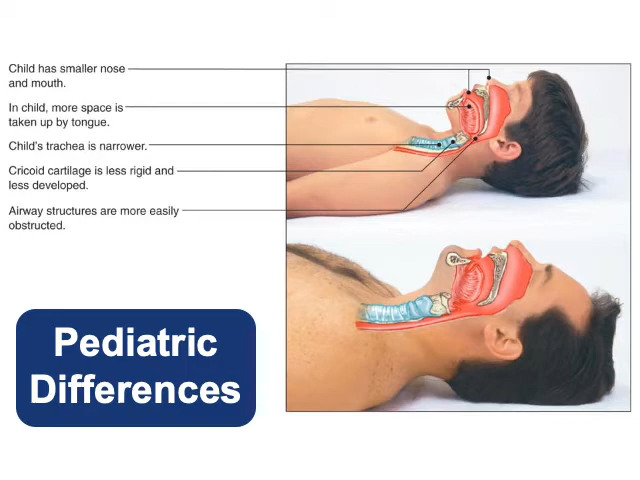 Child has smaller nose
and mouth.
In child, more space is
taken up by tongue.
Child's trachea is narrower.
Cricoid cartilage is less rigid and
less developed.
Airway structures are more easily
obstructed.
Pediatric
Differences